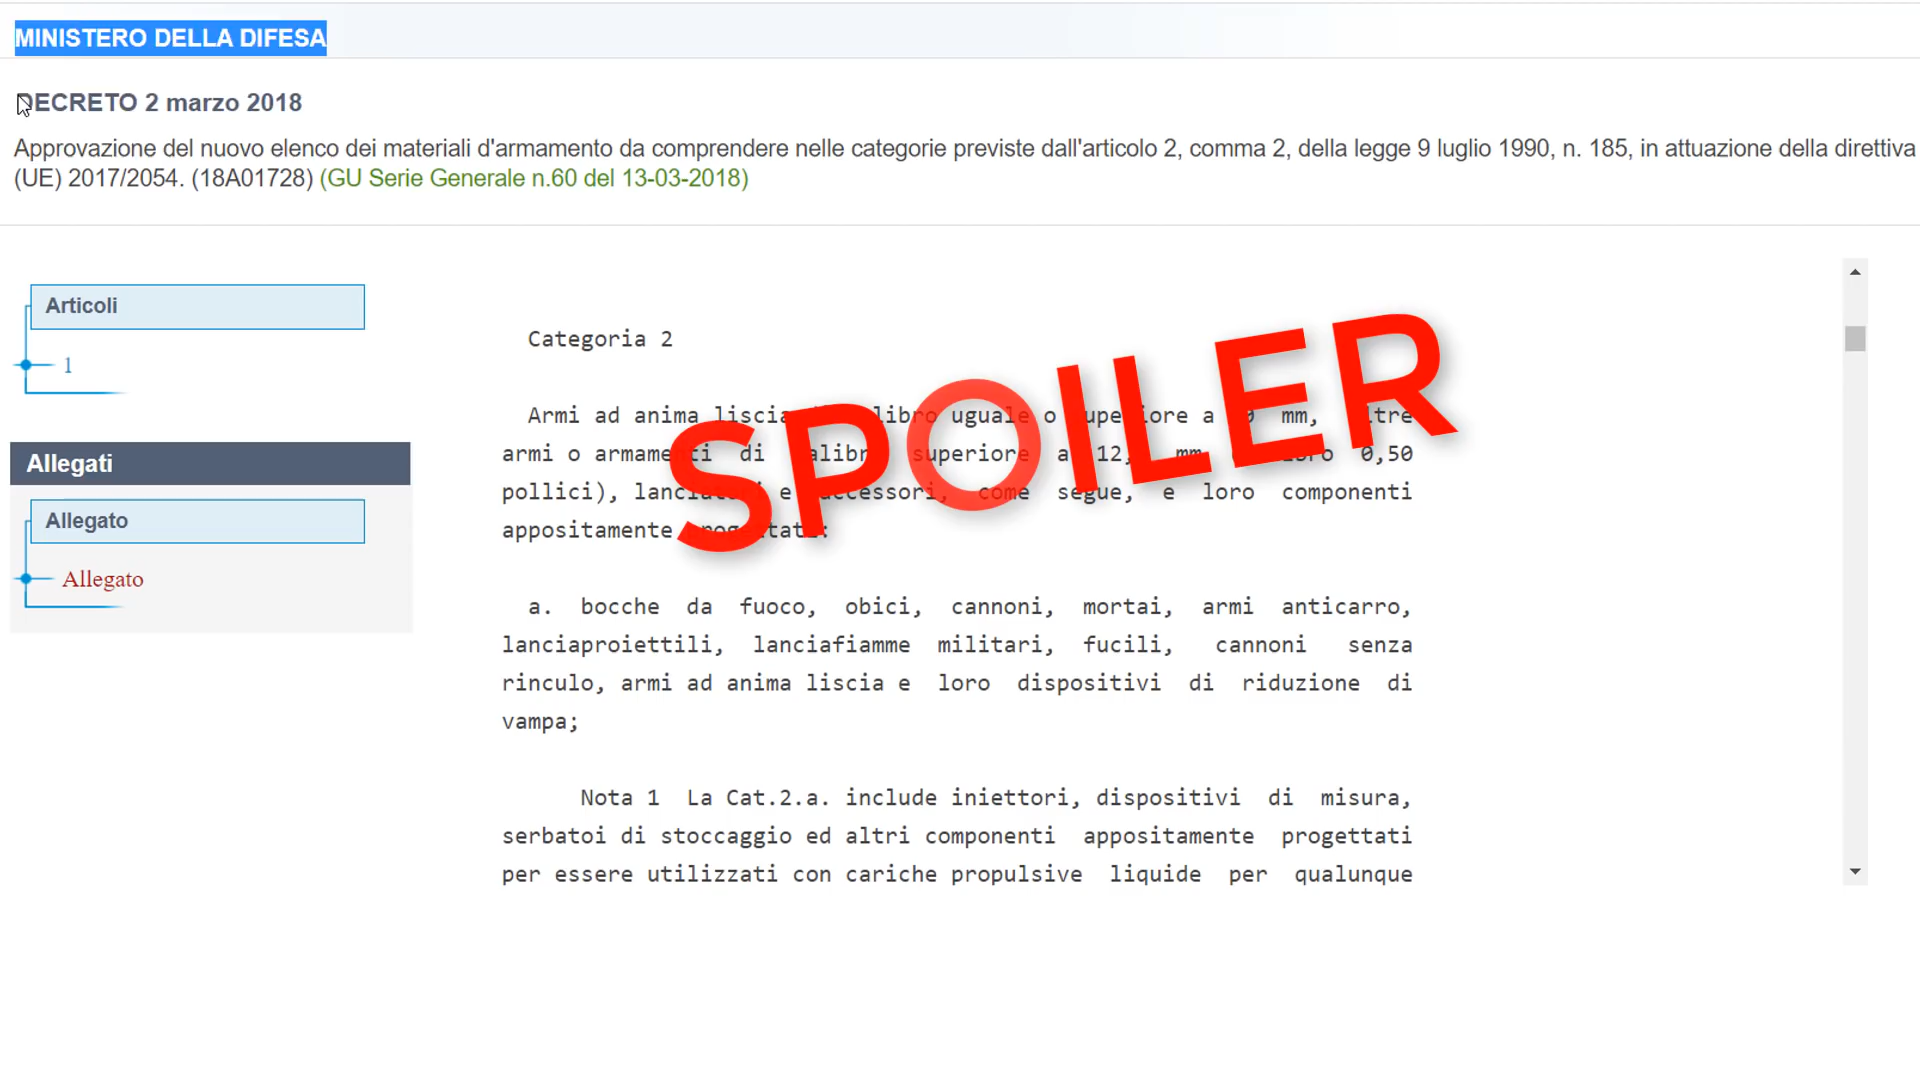 MINISTERO DELLA DIFESA
DECRETO 2 marzo 2018
Approvazione del nuovo elenco dei materiali d'armamento da comprendere nelle categorie previste dall'articolo 2, comma 2, della legge 9 luglio 1990, n. 185, in attuazione della direttiva
(UE) 2017/2054. (18A01728) (GU Serie Generale n.60 del 13-03-2018)
Articoli
1
Allegati
Allegato
Allegato
SPOILER
Categoria 2
Armi ad anima liscia uguale o a mm,
armi o di superiore a 0,50
pollici), e come segue, e loro componenti
appositamente
a. bocche da fuoco, obici, cannoni, mortai, armi anticarro,
lanciaproiettili, lanciafiamme militari, fucili, cannoni senza
rinculo, armi ad anima liscia e loro dispositivi di riduzione di
vampa;
Nota 1 La Cat.2.a. include iniettori, dispositivi di misura,
serbatoi di stoccaggio ed altri componenti appositamente progettati
per essere utilizzati con cariche propulsive liquide per qualunque